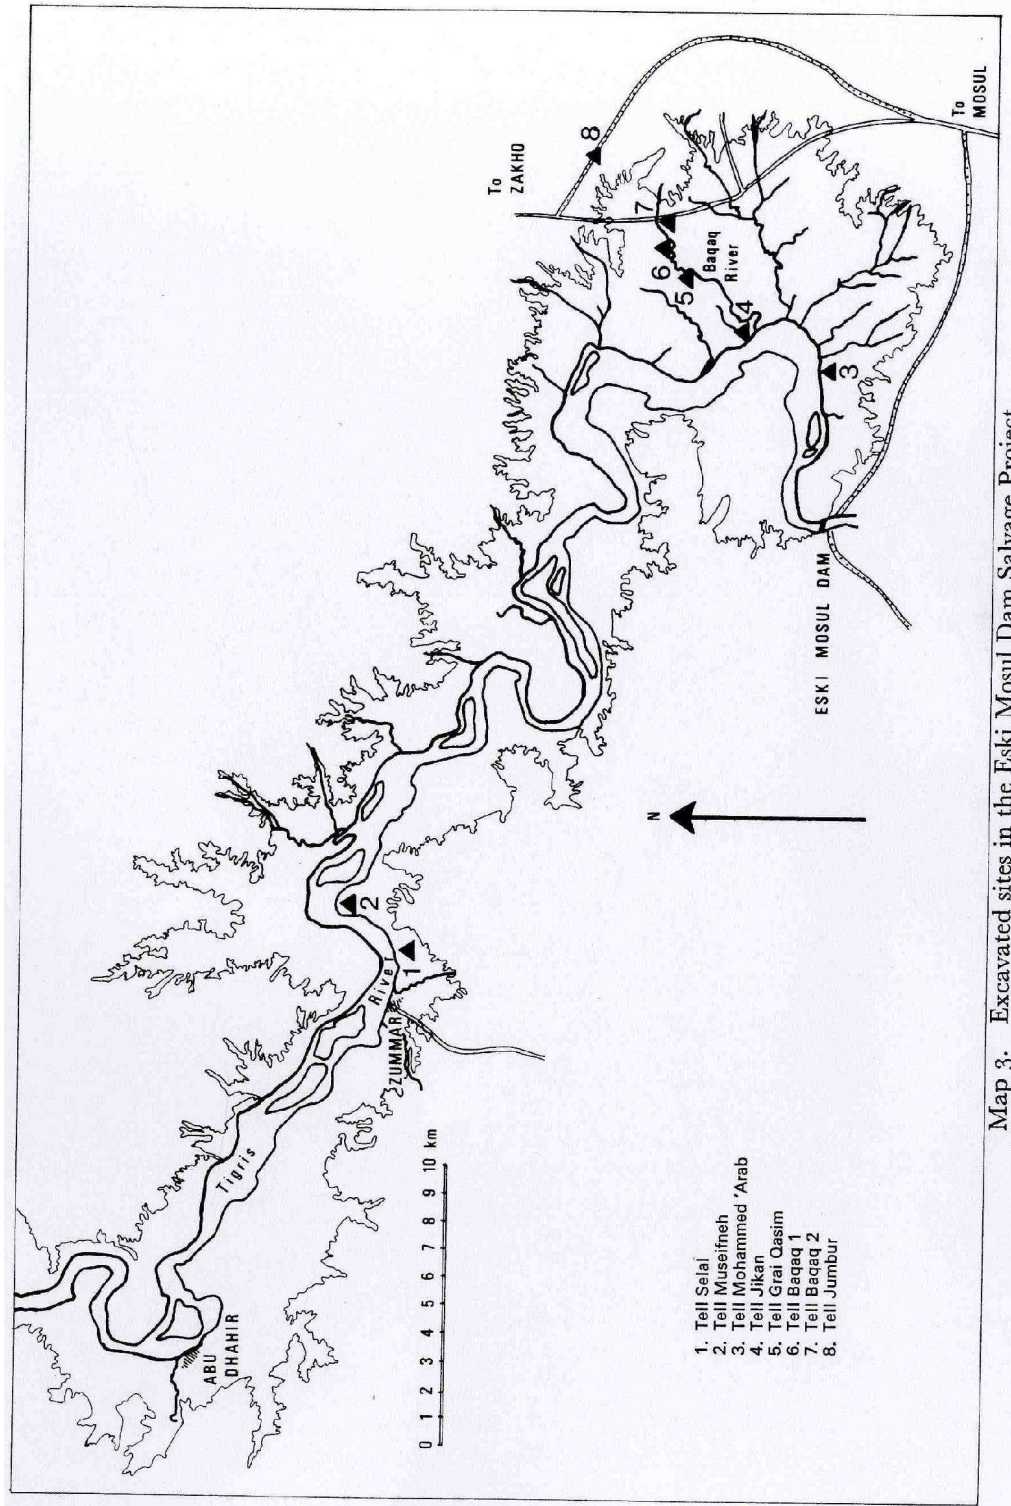 To
ZAKHO
8
7
6
5
Baqaq
River
4
3
To
MOSUL
ESKI MOSUL DAM
N
2
1
River
ZUMMAR
Tigris
ABU
DHAHIR
0 1 2 3 4 5 6 7 8 9 10 km
1. Tell Selal
2. Tell Museifneh
3. Tell Mohammed 'Arab
4. Tell Jikan
5. Tell Grai Qasim
6. Tell Baqaq 1
7. Tell Baqaq 2
8. Tell Jumbur
Map 3. Excavated sites in the Eski Mosul Dam Salvage Project